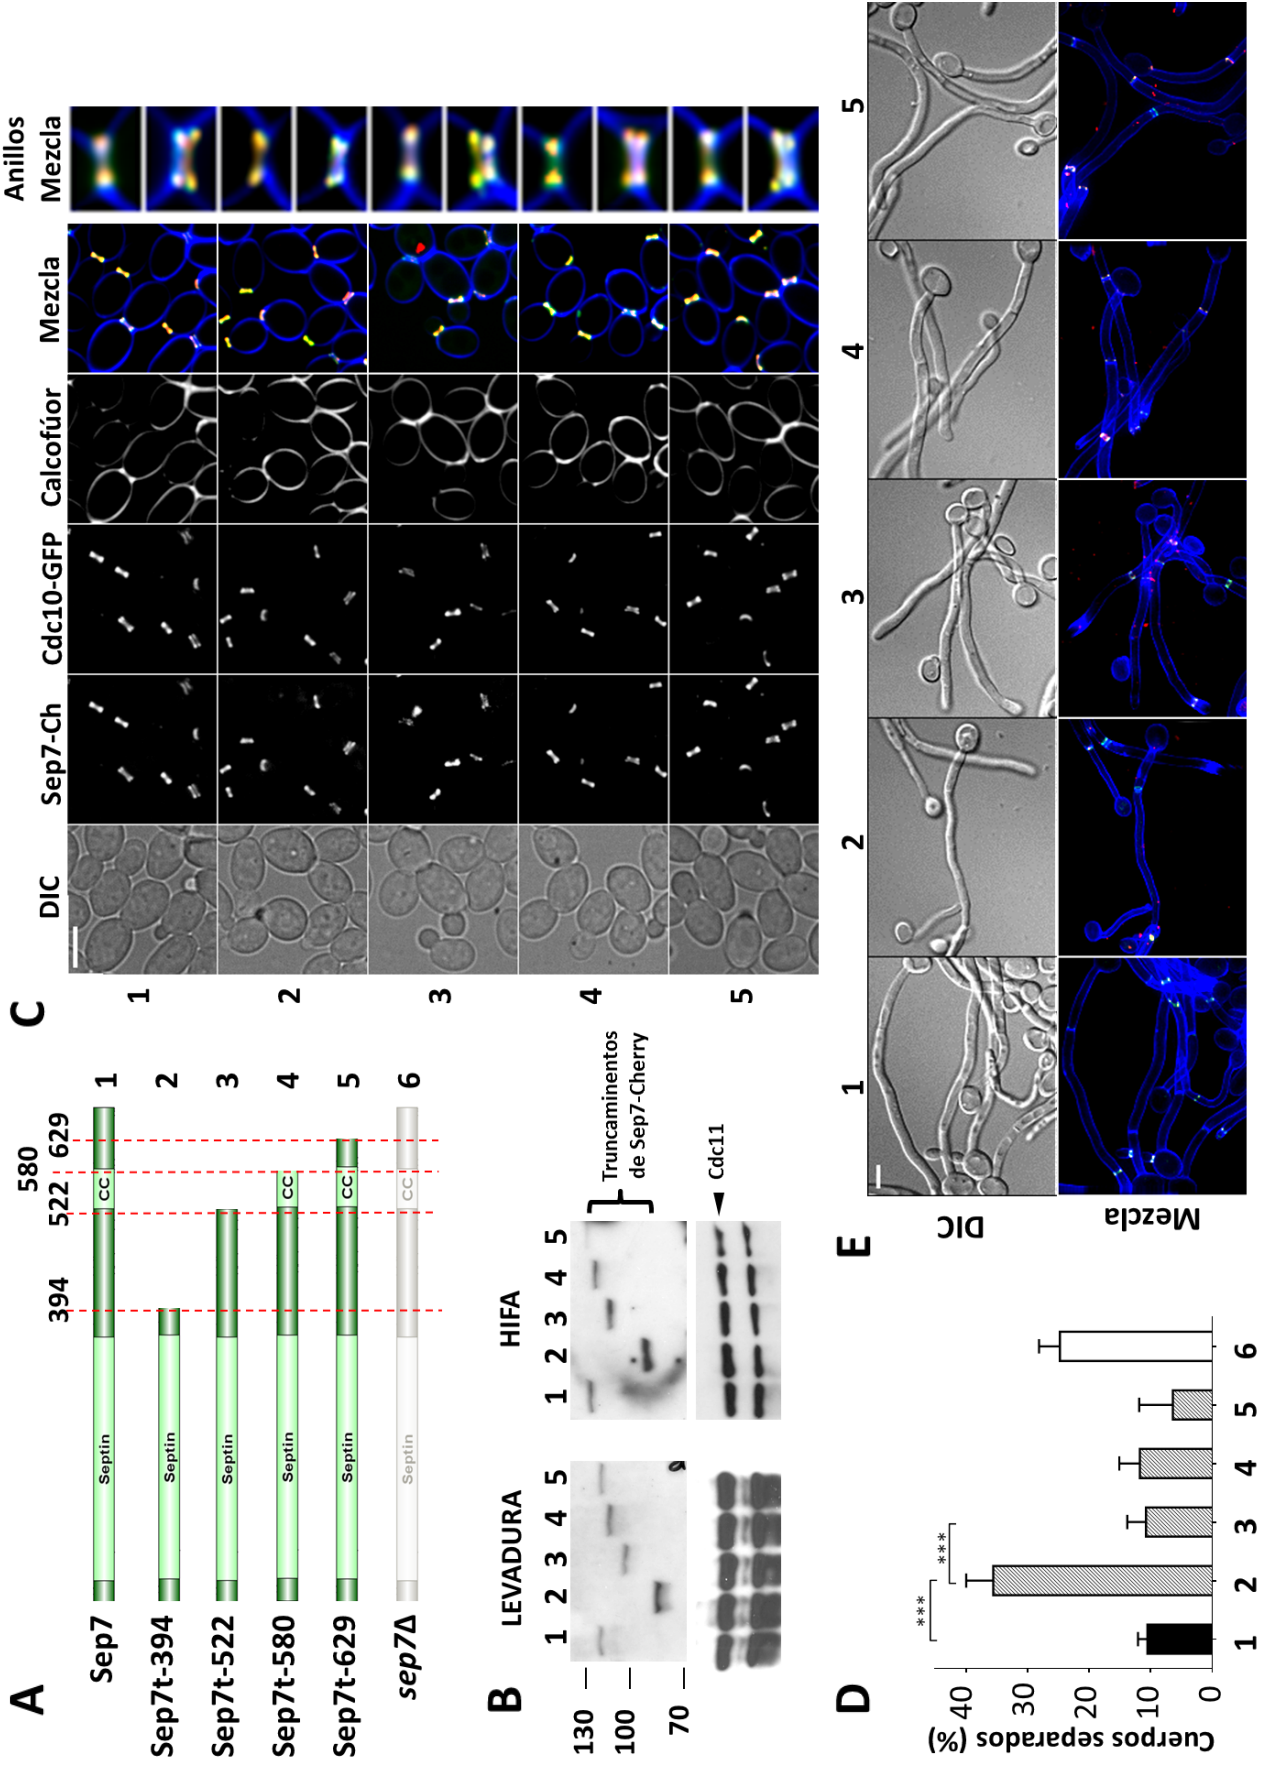 A
394
522
580
629
Sep7
Septin
CC
1
Sep7t-394
Septin
2
Sep7t-522
Septin
3
Sep7t-580
Septin
CC
4
Sep7t-629
Septin
CC
5
sep7Δ
Septin
CC
6
B
LEVADURA
HIFA
1 2 3 4 5
1 2 3 4 5
130
100
70
Truncaminentos
de Sep7-Cherry
Cdc11
C
DIC
Sep7-Ch
Cdc10-GFP
Calcofúor
Mezcla
Anillos
Mezcla
1
2
3
4
5
D
Cuerpos separados (%)
40
30
20
10
0
***
***
1 2 3 4 5 6
E
1 2 3 4 5
DIC
Mezcla